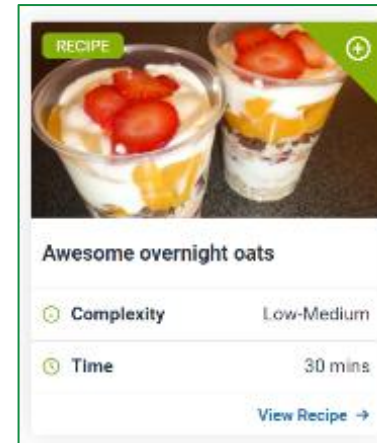 RECIPE
Awesome overnight oats
Complexity Low-Medium
Time 30 mins
View Recipe →